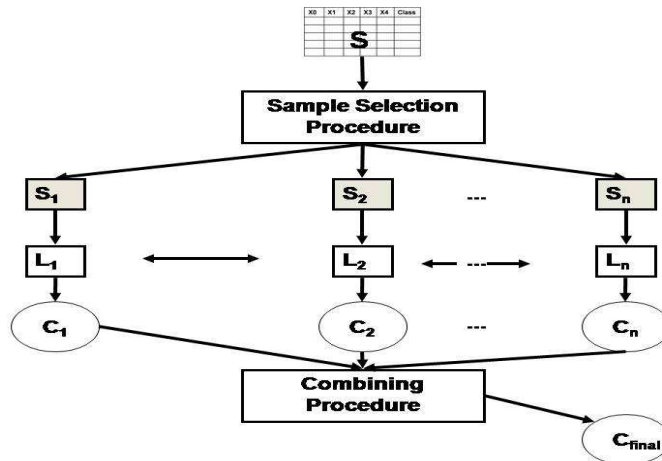 X0 X1 X2 X3 X4 Class
S
Sample Selection
Procedure
S1 S2 --- Sn
L1 L2 --- Ln
C1 C2 --- Cn
Combining
Procedure
Cfinal